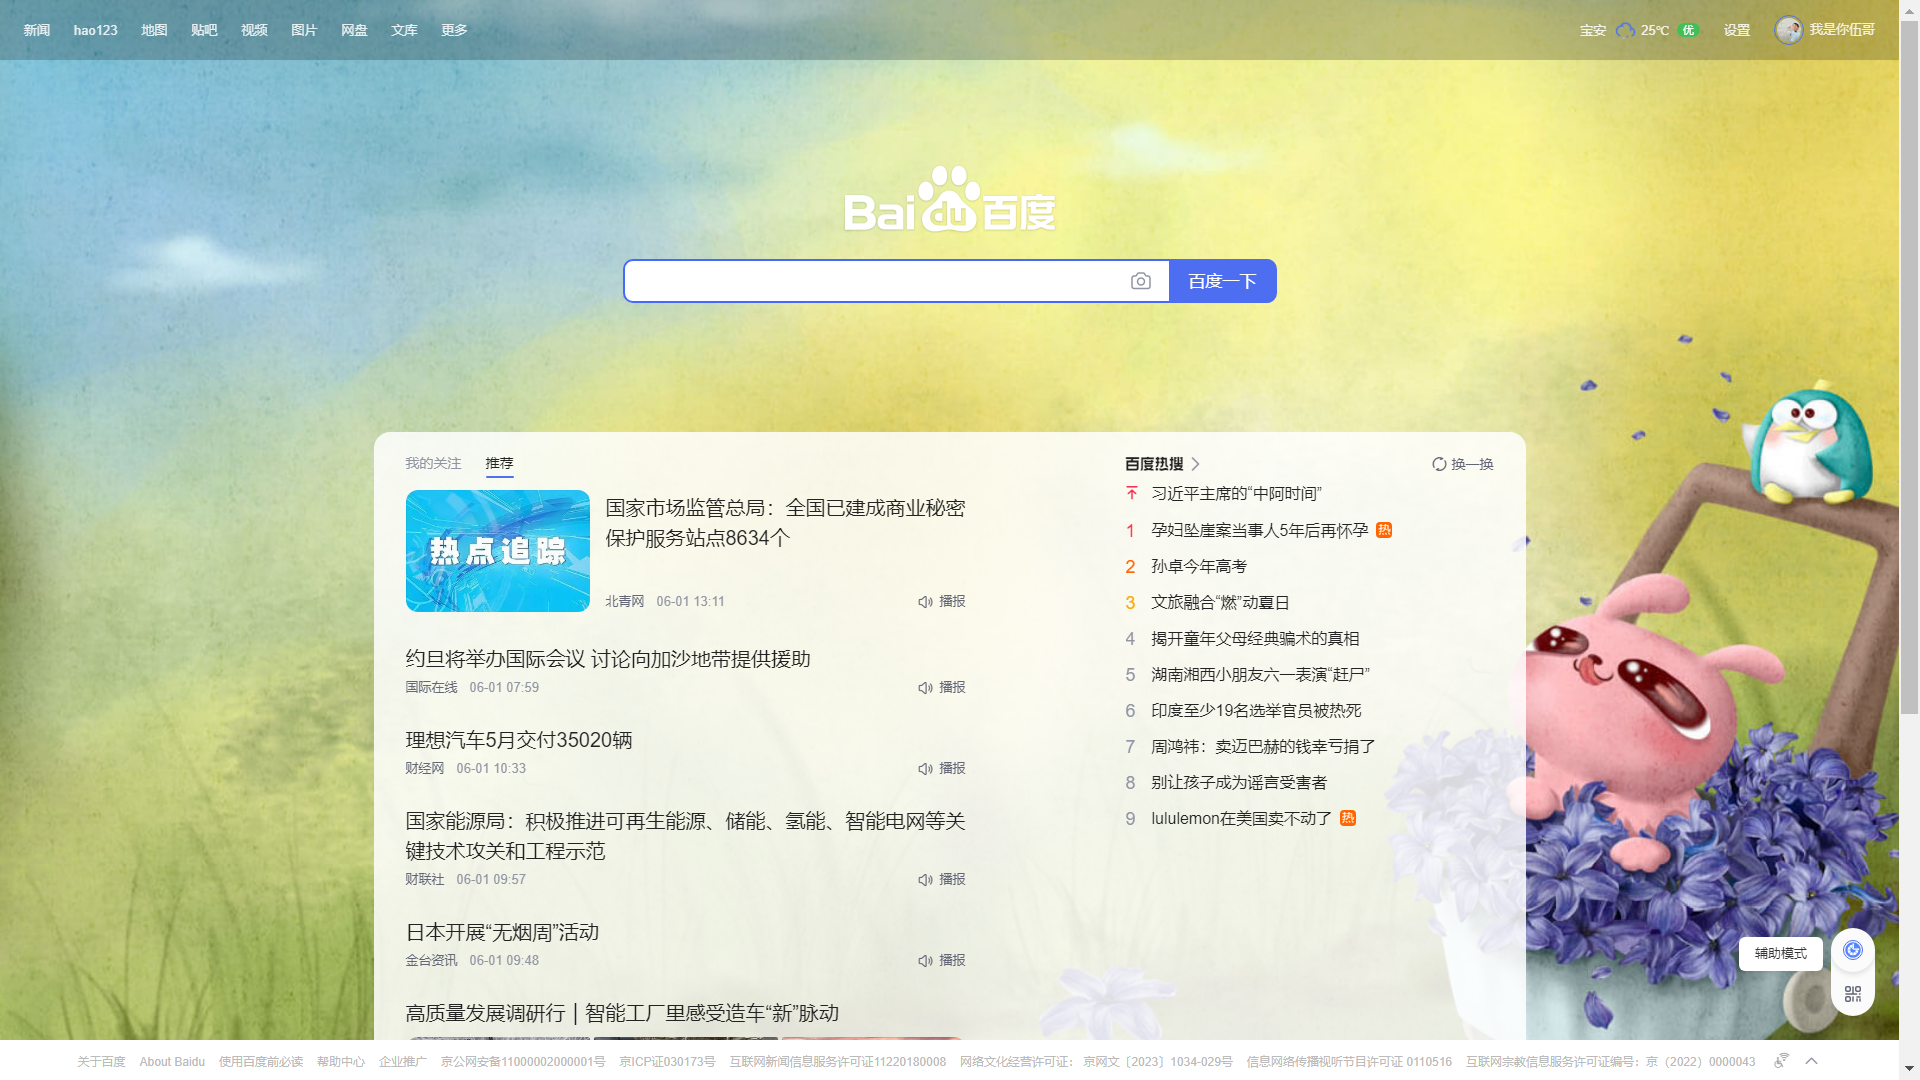 新闻 hao123 地图 贴吧 视频 图片 网盘 文库 更多
宝安 25℃ 优 设置 我是你伍哥
Bai du 百度
百度一下
我的关注 推荐
热点追踪
国家市场监管总局：全国已建成商业秘密
保护服务站点8634个
北青网 06-01 13:11 播报
约旦将举办国际会议 讨论向加沙地带提供援助
国际在线 06-01 07:59 播报
理想汽车5月交付35020辆
财经网 06-01 10:33 播报
国家能源局：积极推进可再生能源、储能、氢能、智能电网等关
键技术攻关和工程示范
财联社 06-01 09:57 播报
日本开展“无烟周”活动
金台资讯 06-01 09:48 播报
高质量发展调研行 | 智能工厂里感受造车“新”脉动
百度热搜 换一换
习近平主席的“中阿时间”
1 孕妇坠崖案当事人5年后再怀孕 热
2 孙卓今年高考
3 文旅融合“燃”动夏日
4 揭开童年父母经典骗术的真相
5 湖南湘西小朋友六一表演“赶尸”
6 印度至少19名选举官员被热死
7 周鸿祎：卖迈巴赫的钱幸亏捐了
8 别让孩子成为谣言受害者
9 lululemon在美国卖不动了 热
辅助模式
关于百度 About Baidu 使用百度前必读 帮助中心 企业推广 京公网安备11000002000001号 京ICP证030173号 互联网新闻信息服务许可证11220180008 网络文化经营许可证： 京网文〔2023〕1034-029号 信息网络传播视听节目许可证 0110516 互联网宗教信息服务许可证编号：京（2022）0000043